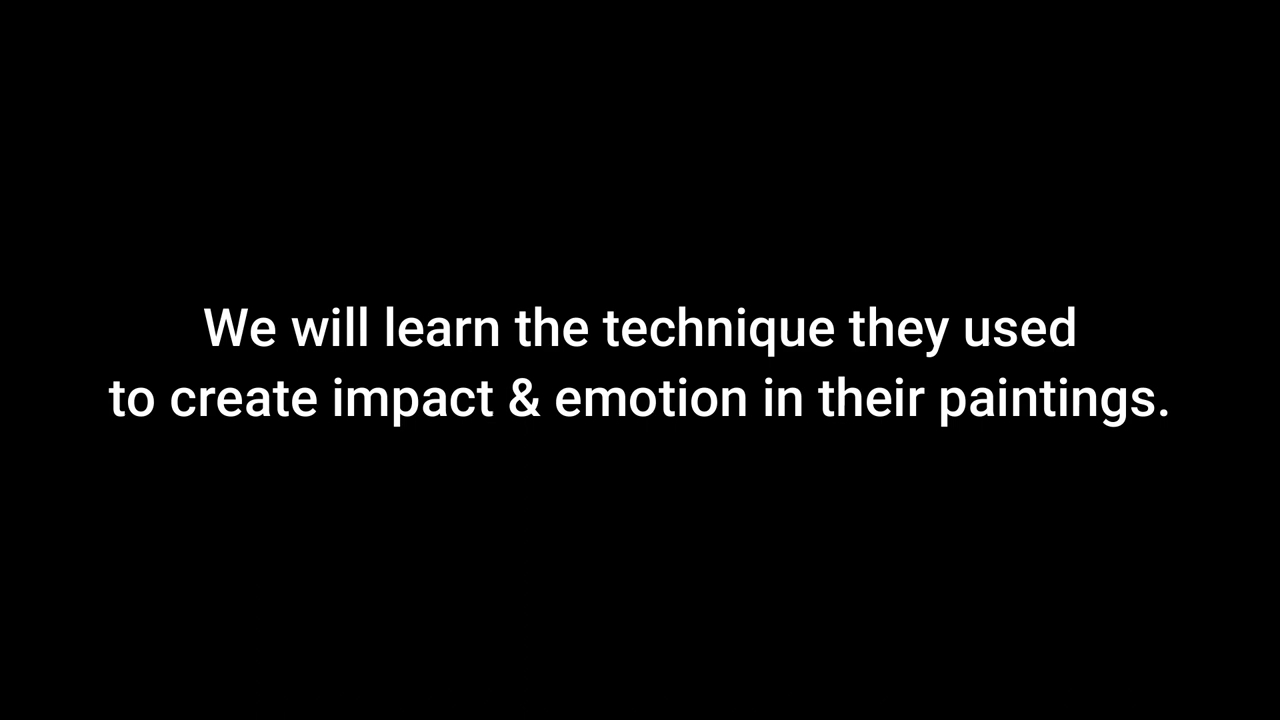 We will learn the technique they used
to create impact & emotion in their paintings.